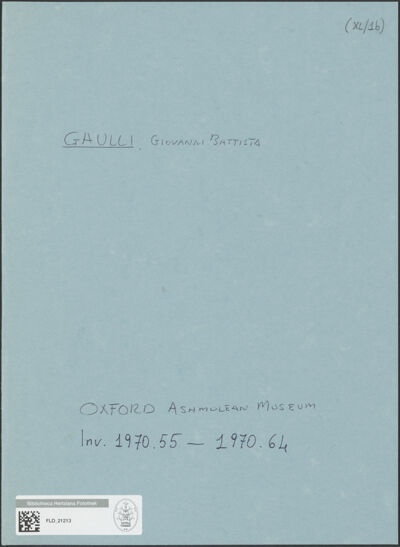 (XL/16)
GAULLI, GIOVANNI BATTISTA
OXFORD ASHMOLEAN MUSEUM
Inv. 1970.55 — 1970.64
Bibliotheca Hertziana Fotothek
FLD_21213